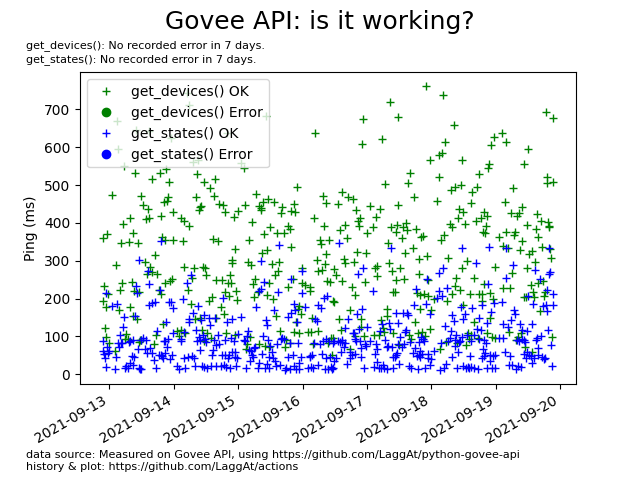 Govee API: is it working?
get_devices(): No recorded error in 7 days.
get_states(): No recorded error in 7 days.
get_devices() OK
get_devices() Error
get_states() OK
get_states() Error
Ping (ms)
700
600
500
400
300
200
100
0
2021-09-13
2021-09-14
2021-09-15
2021-09-16
2021-09-17
2021-09-18
2021-09-19
2021-09-20
data source: Measured on Govee API, using https://github.com/LaggAt/python-govee-api
history & plot: https://github.com/LaggAt/actions